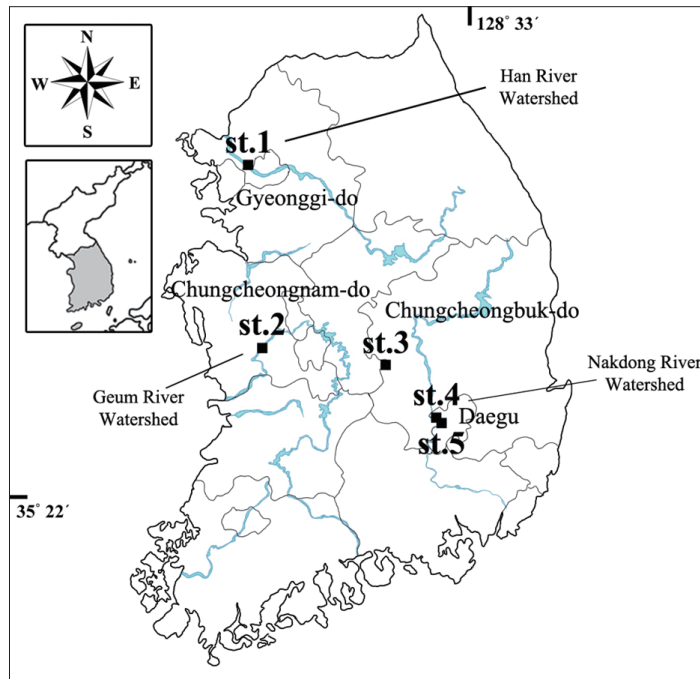 128° 33´
N
W E
S
Han River
Watershed
st.1
Gyeonggi-do
Chungcheongnam-do
Chungcheongbuk-do
st.2
st.3
Nakdong River
Watershed
Geum River
Watershed
st.4
Daegu
st.5
35° 22´